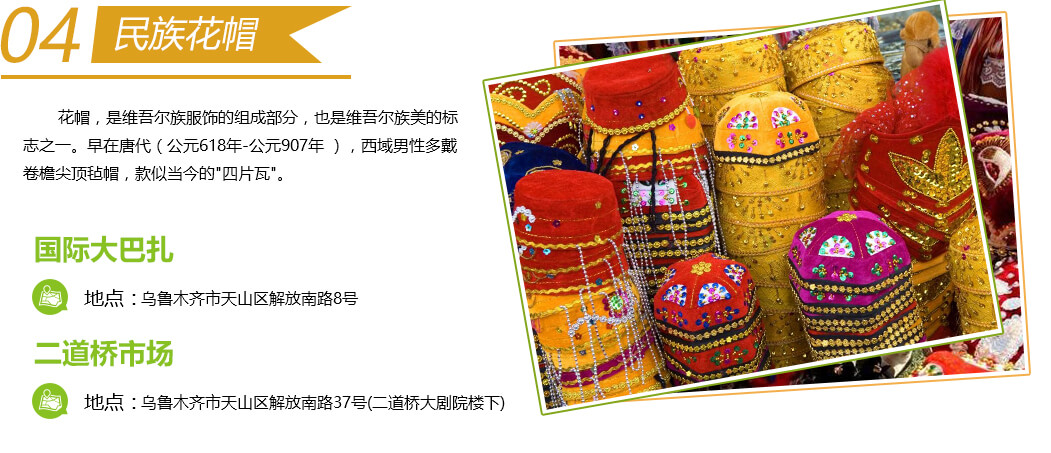 04 民族花帽
花帽，是维吾尔族服饰的组成部分，也是维吾尔族美的标
志之一。早在唐代（公元618年-公元907年 ），西域男性多戴
卷檐尖顶毡帽，款似当今的"四片瓦"。
国际大巴扎
地点：乌鲁木齐市天山区解放南路8号
二道桥市场
地点：乌鲁木齐市天山区解放南路37号(二道桥大剧院楼下)